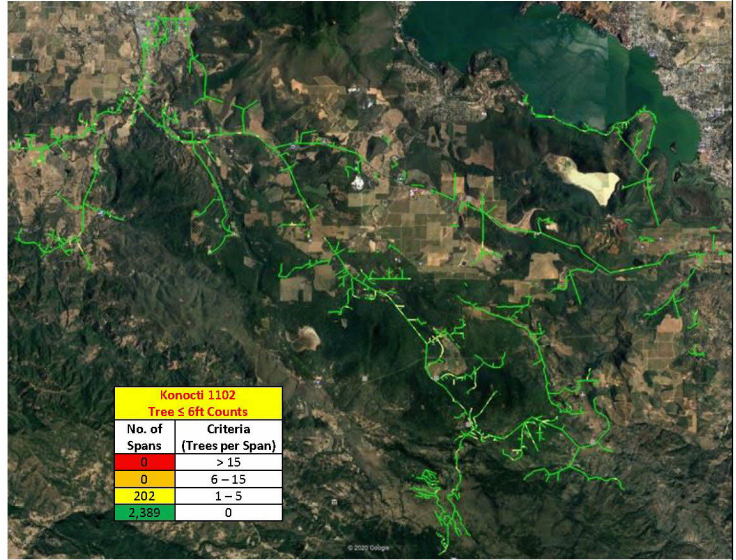 Konocti 1102
Tree ≤ 6ft Counts
No. of Spans Criteria (Trees per Span)
0 > 15
0 6 – 15
202 1 – 5
2,389 0
© 2020 Google